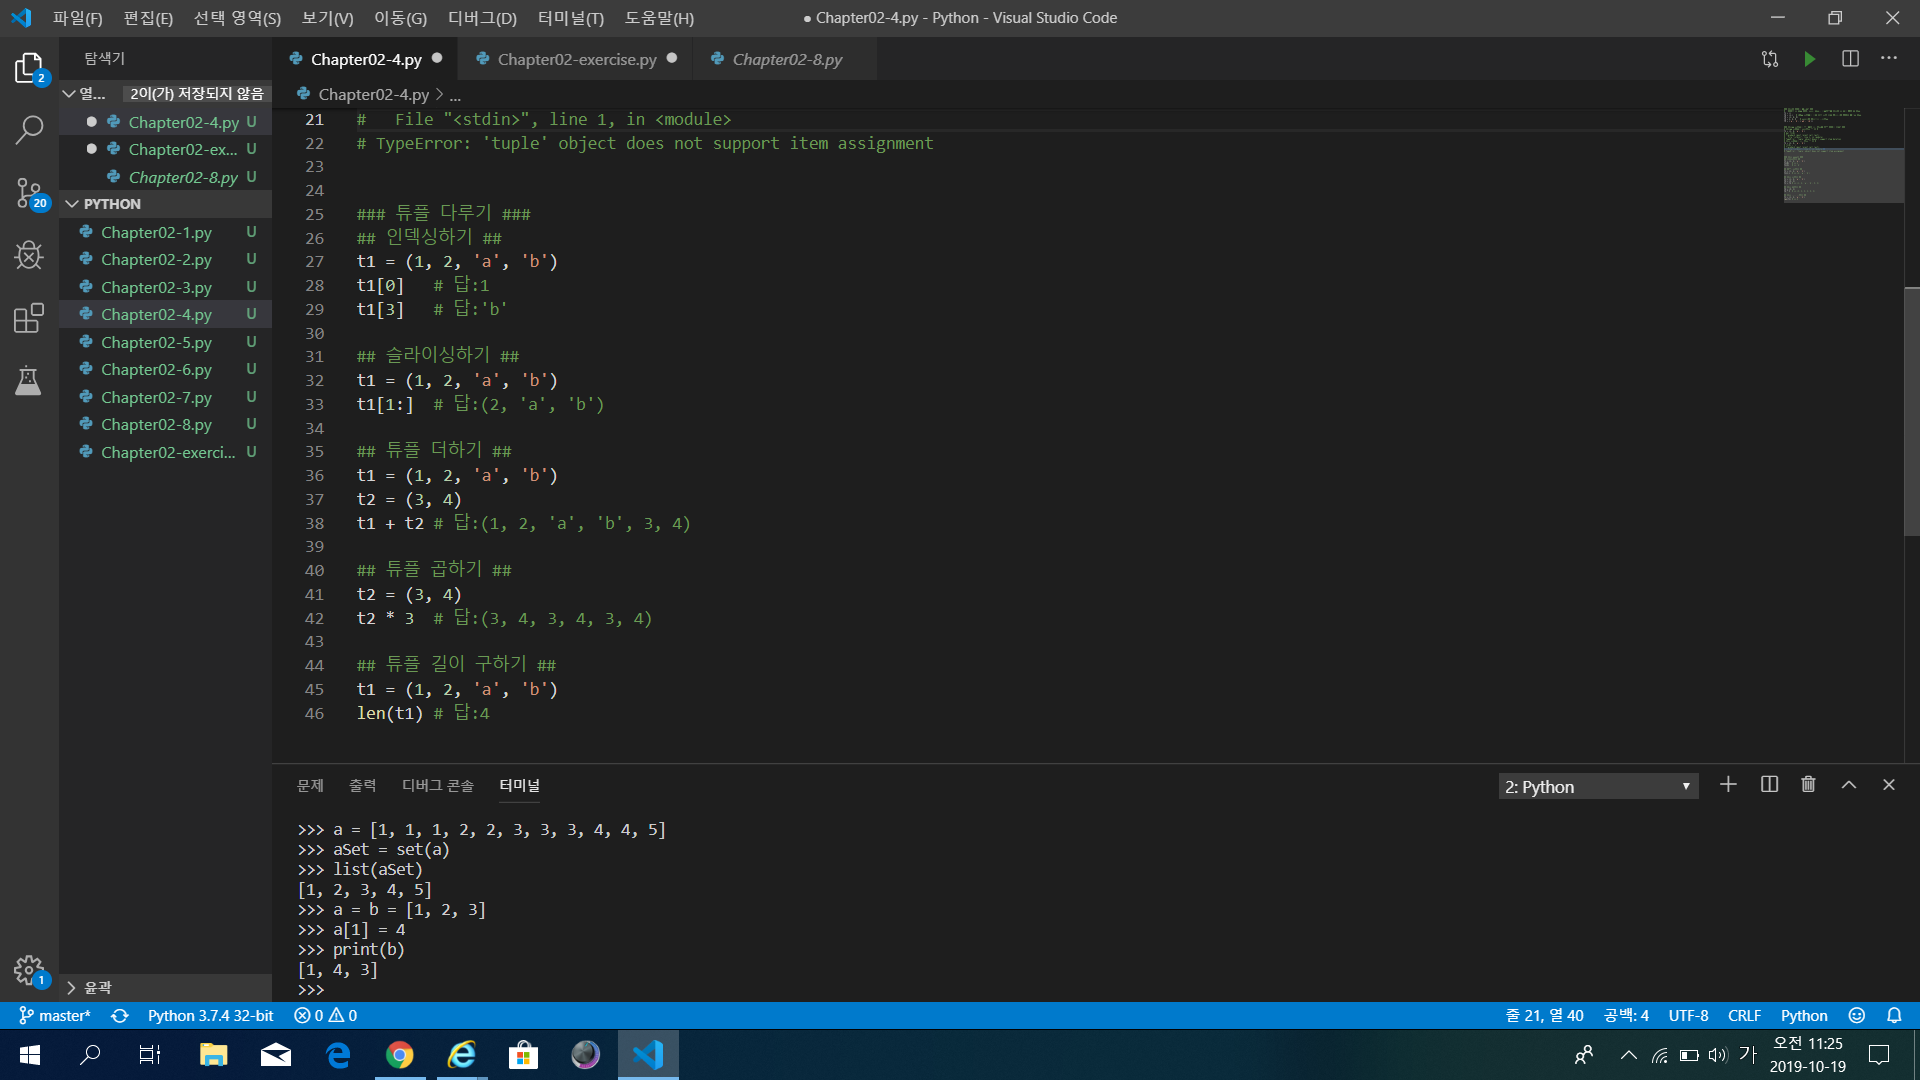 파일(F) 편집(E) 선택 영역(S) 보기(V) 이동(G) 디버그(D) 터미널(T) 도움말(H) ● Chapter02-4.py - Python - Visual Studio Code
탐색기
열... 2이(가) 저장되지 않음
Chapter02-4.py U
Chapter02-ex... U
Chapter02-8.py U
PYTHON
Chapter02-1.py U
Chapter02-2.py U
Chapter02-3.py U
Chapter02-4.py U
Chapter02-5.py U
Chapter02-6.py U
Chapter02-7.py U
Chapter02-8.py U
Chapter02-exerci... U
윤곽
2
20
1
Chapter02-4.py ● Chapter02-exercise.py ● Chapter02-8.py
Chapter02-4.py > ...
21 #   File "<stdin>", line 1, in <module>
22 # TypeError: 'tuple' object does not support item assignment
23
24
25 ### 튜플 다루기 ###
26 ## 인덱싱하기 ##
27 t1 = (1, 2, 'a', 'b')
28 t1[0]   # 답:1
29 t1[3]   # 답:'b'
30
31 ## 슬라이싱하기 ##
32 t1 = (1, 2, 'a', 'b')
33 t1[1:]  # 답:(2, 'a', 'b')
34
35 ## 튜플 더하기 ##
36 t1 = (1, 2, 'a', 'b')
37 t2 = (3, 4)
38 t1 + t2 # 답:(1, 2, 'a', 'b', 3, 4)
39
40 ## 튜플 곱하기 ##
41 t2 = (3, 4)
42 t2 * 3  # 답:(3, 4, 3, 4, 3, 4)
43
44 ## 튜플 길이 구하기 ##
45 t1 = (1, 2, 'a', 'b')
46 len(t1) # 답:4
문제 출력 디버그 콘솔 터미널 2: Python
>>> a = [1, 1, 1, 2, 2, 3, 3, 3, 4, 4, 5]
>>> aSet = set(a)
>>> list(aSet)
[1, 2, 3, 4, 5]
>>> a = b = [1, 2, 3]
>>> a[1] = 4
>>> print(b)
[1, 4, 3]
>>>
master* Python 3.7.4 32-bit 0 0 줄 21, 열 40 공백: 4 UTF-8 CRLF Python
가 오전 11:25
2019-10-19